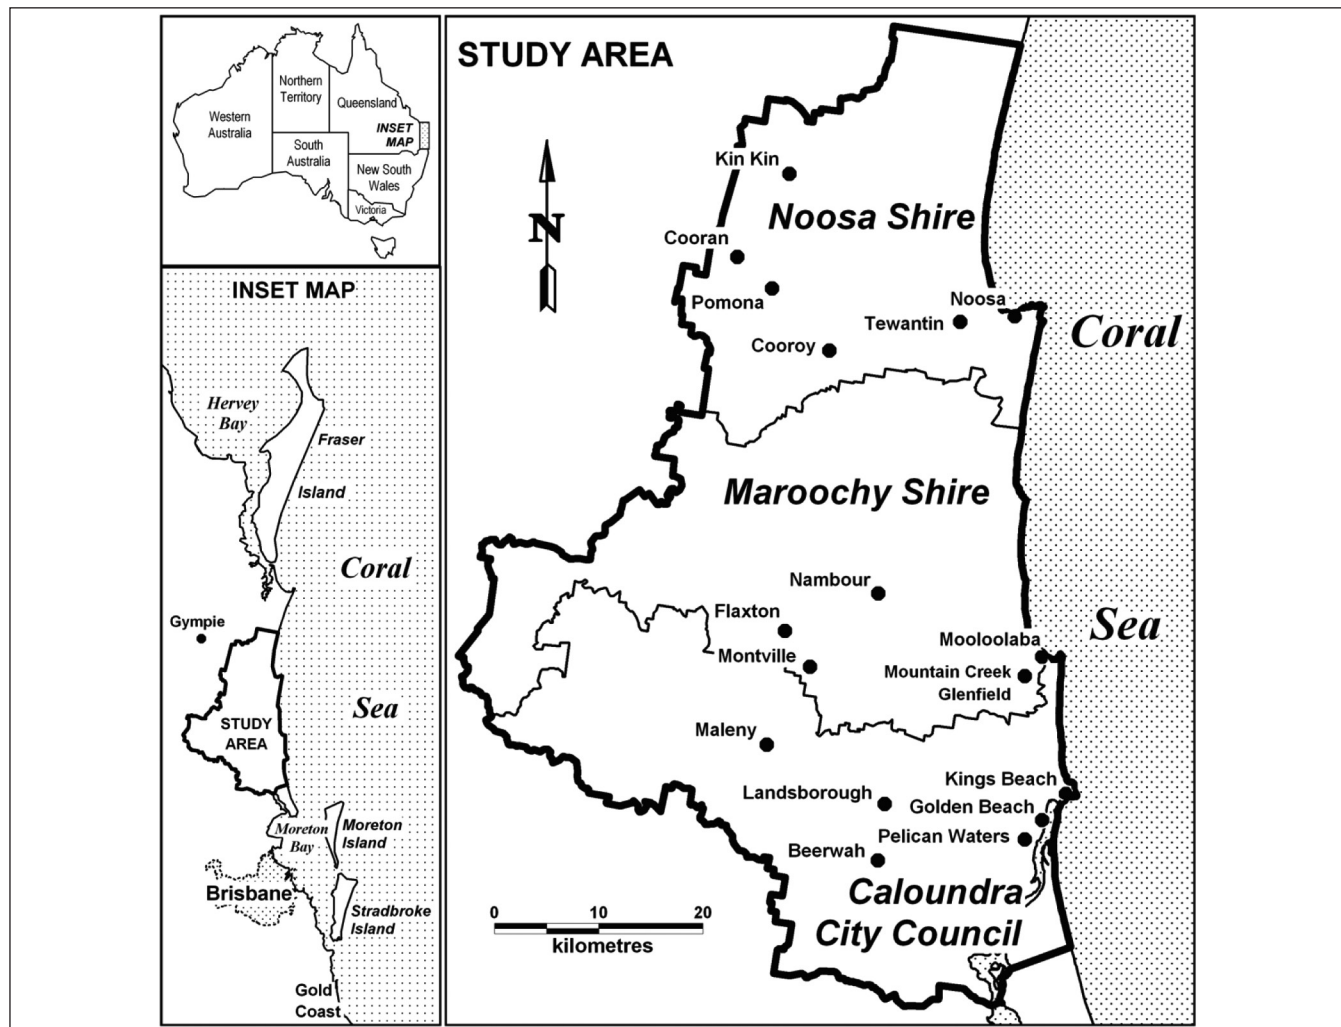 Northern
Territory
Queensland
Western
Australia
INSET
MAP
South
Australia
New South
Wales
Victoria
INSET MAP
Hervey
Bay
Fraser
Island
Coral
Gympie
Sea
STUDY
AREA
Moreton
Bay
Moreton
Island
Brisbane
Stradbroke
Island
Gold
Coast
STUDY AREA
N
Kin Kin
Noosa Shire
Cooran
Pomona
Noosa
Tewantin
Cooroy
Coral
Maroochy Shire
Nambour
Flaxton
Sea
Mooloolaba
Montville
Mountain Creek
Glenfield
Maleny
Kings Beach
Landsborough
Golden Beach
Pelican Waters
Beerwah
Caloundra
City Council
0 10 20
kilometres